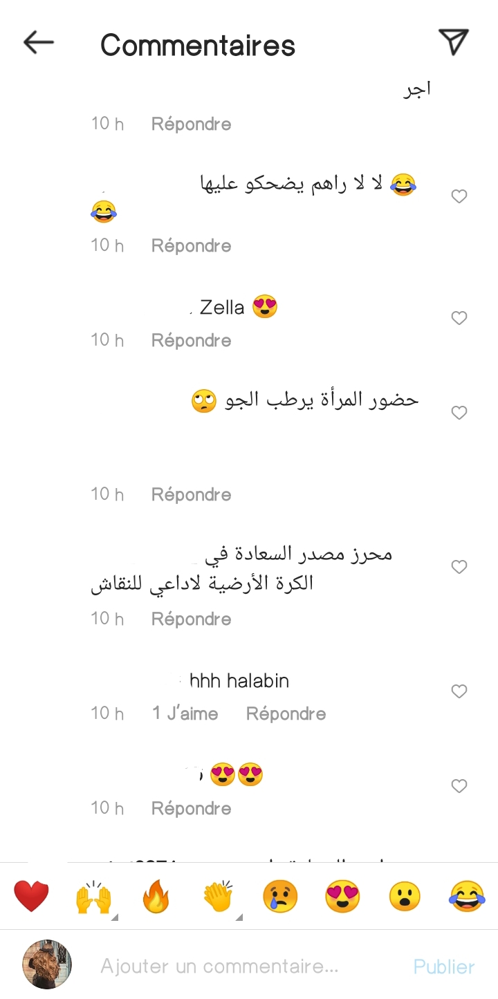 Commentaires
اجر
10 h Répondre
لا لا راهم يضحكو عليها 😂
😂
10 h Répondre
Zella 😍
10 h Répondre
حضور المرأة يرطب الجو 🙄
10 h Répondre
محرز مصدر السعادة في
الكرة الأرضية لاداعي للنقاش
10 h Répondre
hhh halabin
10 h 1 J'aime Répondre
😍😍
10 h Répondre
Ajouter un commentaire... Publier